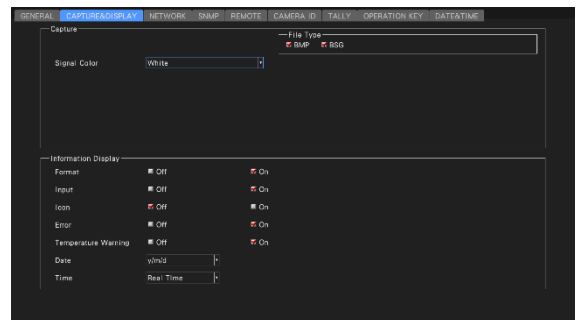 GENERAL CAPTURE&DISPLAY NETWORK SNMP REMOTE CAMERA ID TALLY OPERATION KEY DATE&TIME
Capture
File Type
BMP BSG
Signal Color White
Information Display
Format Off On
Input Off On
Icon Off On
Error Off On
Temperature Warning Off On
Date y/m/d
Time Real Time